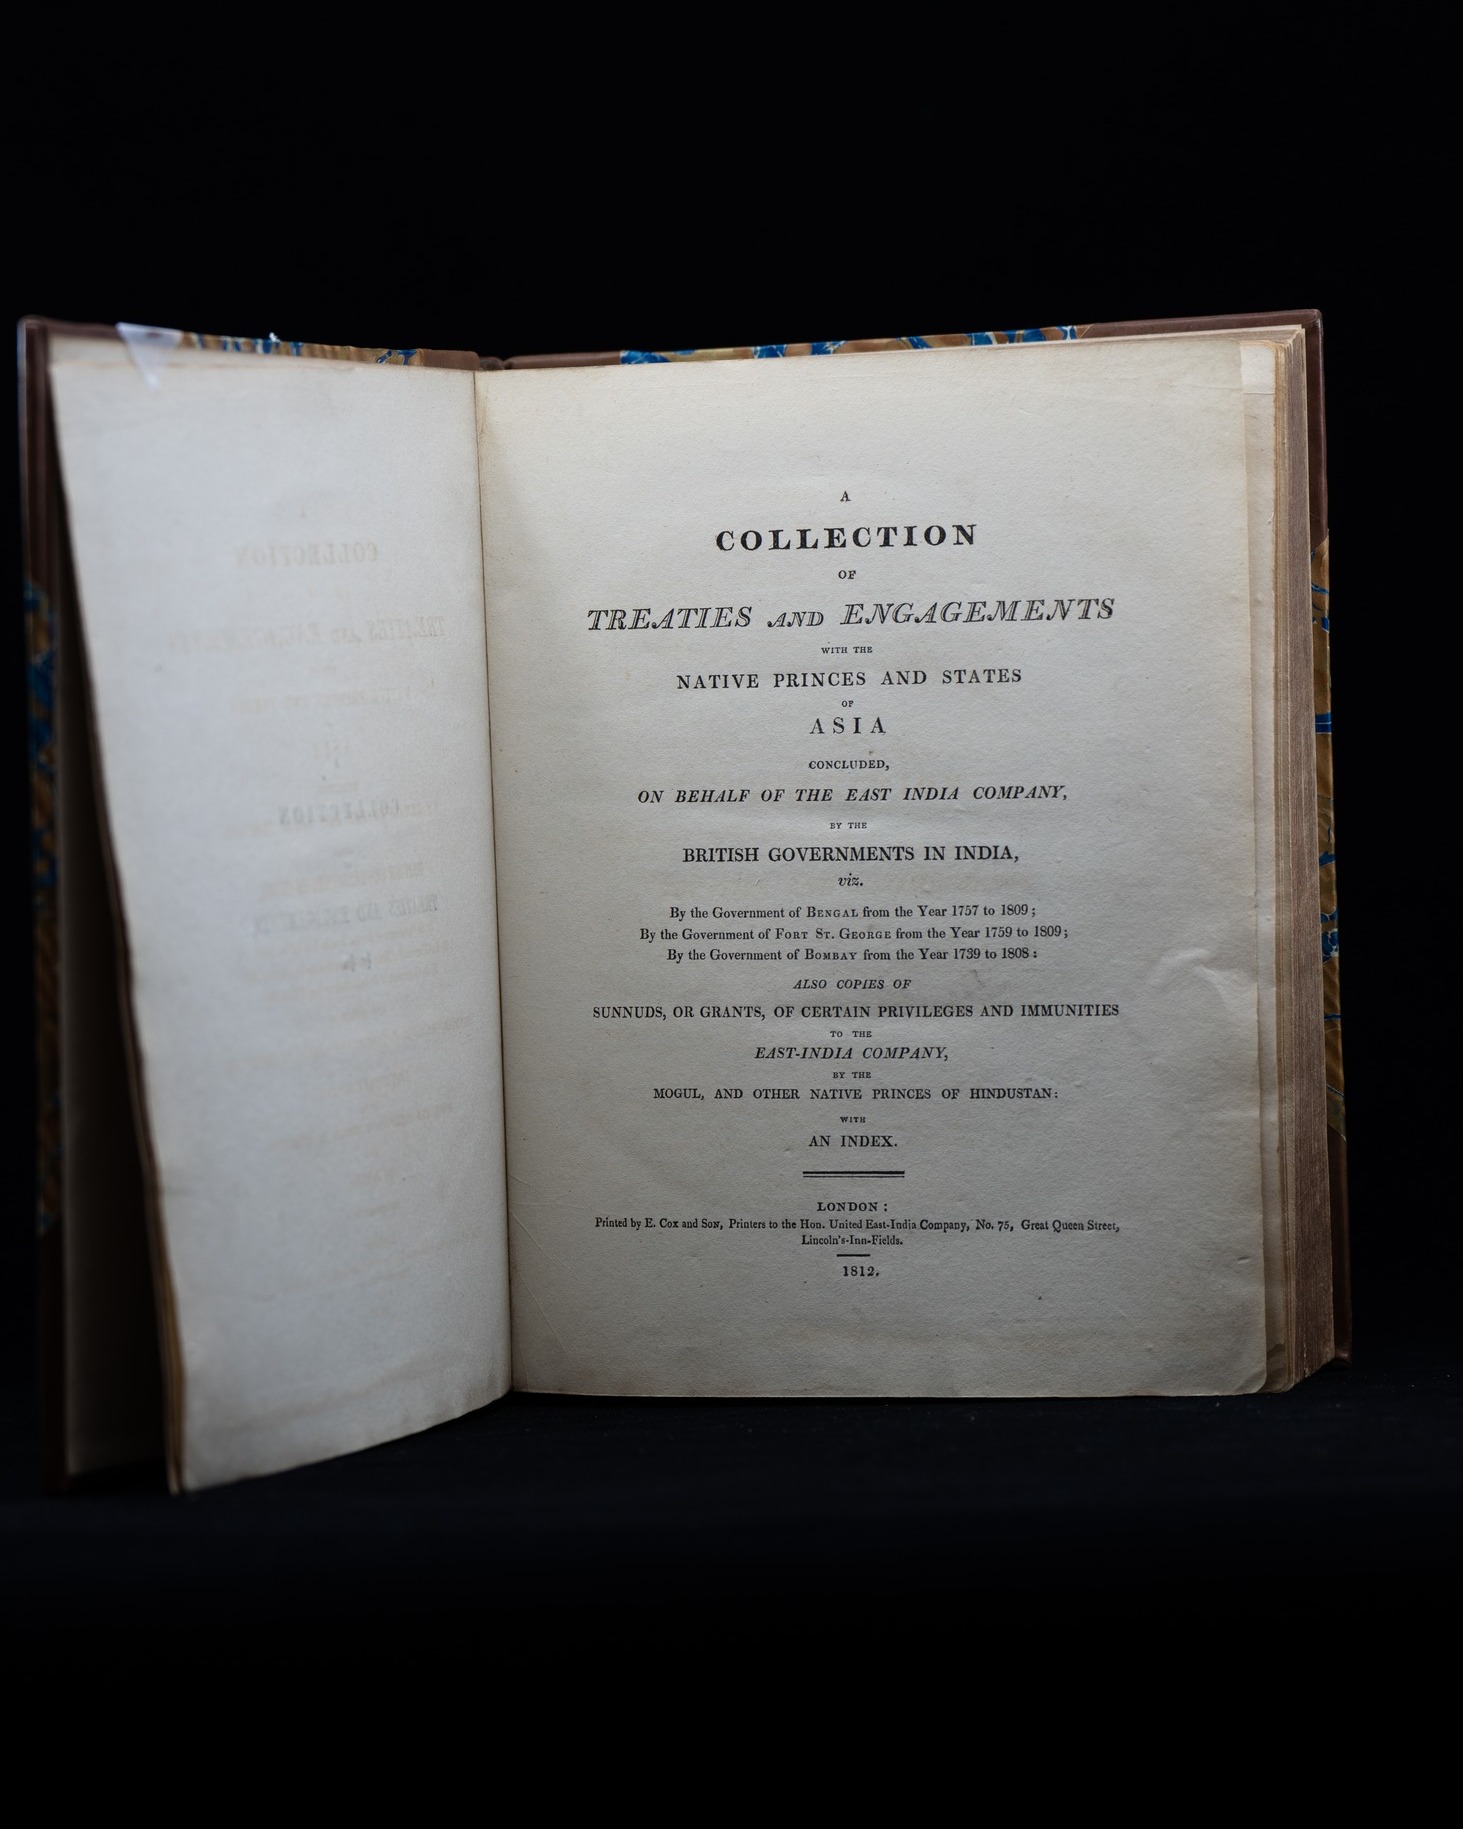 A
COLLECTION
OF
TREATIES AND ENGAGEMENTS
WITH THE
NATIVE PRINCES AND STATES
OF
ASIA
CONCLUDED,
ON BEHALF OF THE EAST INDIA COMPANY,
BY THE
BRITISH GOVERNMENTS IN INDIA,
viz.
By the Government of BENGAL from the Year 1757 to 1809;
By the Government of FORT ST. GEORGE from the Year 1759 to 1809;
By the Government of BOMBAY from the Year 1739 to 1808:
ALSO COPIES OF
SUNNUDS, OR GRANTS, OF CERTAIN PRIVILEGES AND IMMUNITIES
TO THE
EAST-INDIA COMPANY,
BY THE
MOGUL, AND OTHER NATIVE PRINCES OF HINDUSTAN:
WITH
AN INDEX.
LONDON:
Printed by E. Cox and Son, Printers to the Hon. United East-India Company, No. 75, Great Queen Street,
Lincoln's-Inn-Fields.
1812.